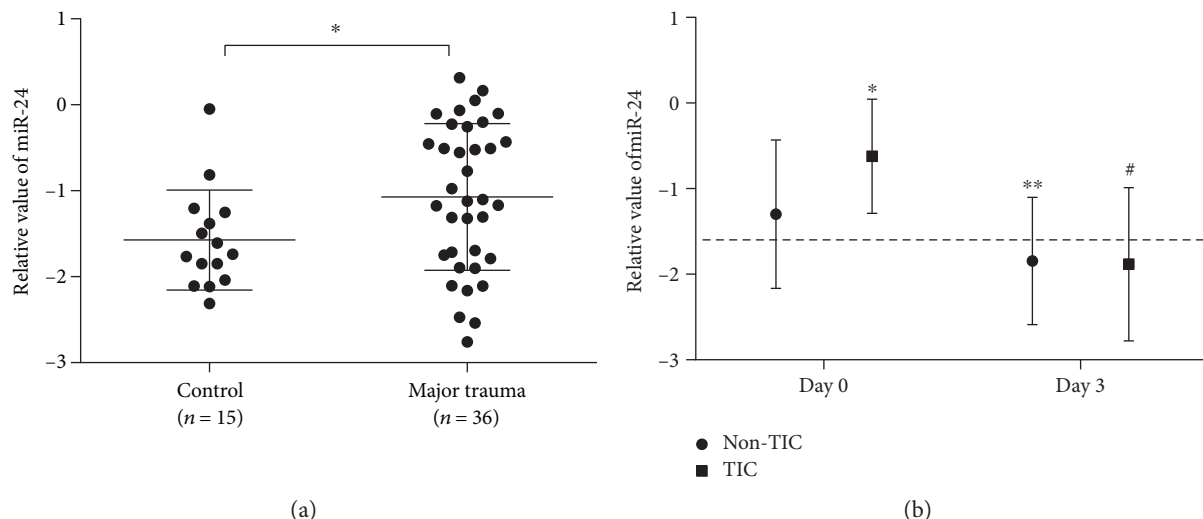 Relative value of miR-24
1
0
−1
−2
−3
*
Control
(n = 15)
Major trauma
(n = 36)
(a)
Relative value ofmiR-24
1
0
−1
−2
−3
*
**
#
Day 0
Day 3
Non-TIC
TIC
(b)